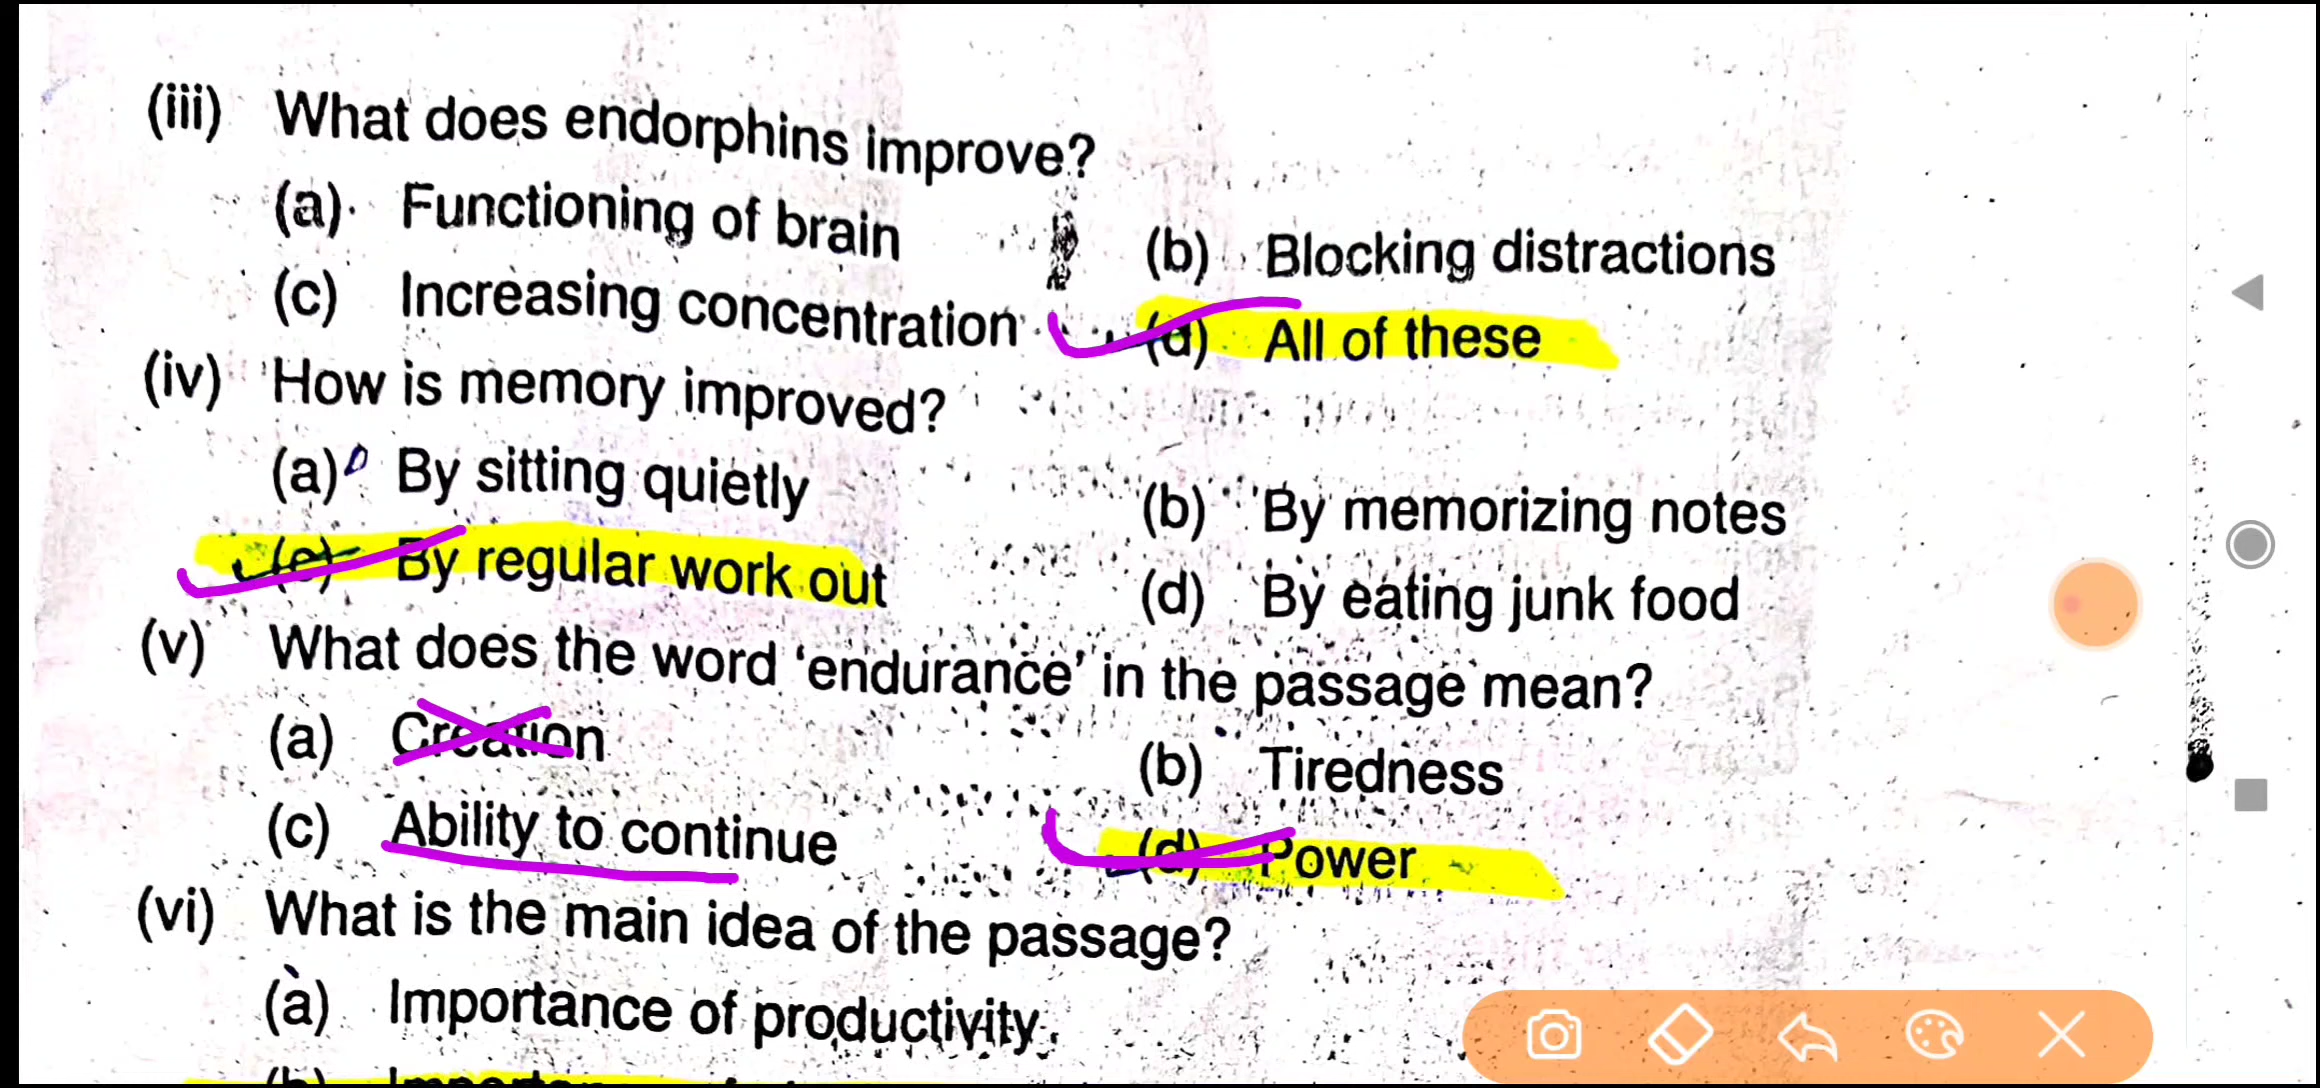 (iii) What does endorphins improve?
(a) Functioning of brain
(b) Blocking distractions
(c) Increasing concentration
(d) All of these
(iv) How is memory improved?
(a) By sitting quietly
(b) By memorizing notes
(c) By regular work out
(d) By eating junk food
(v) What does the word ‘endurance’ in the passage mean?
(a) Creation
(b) Tiredness
(c) Ability to continue
(d) Power
(vi) What is the main idea of the passage?
(a) Importance of productivity.
(b)